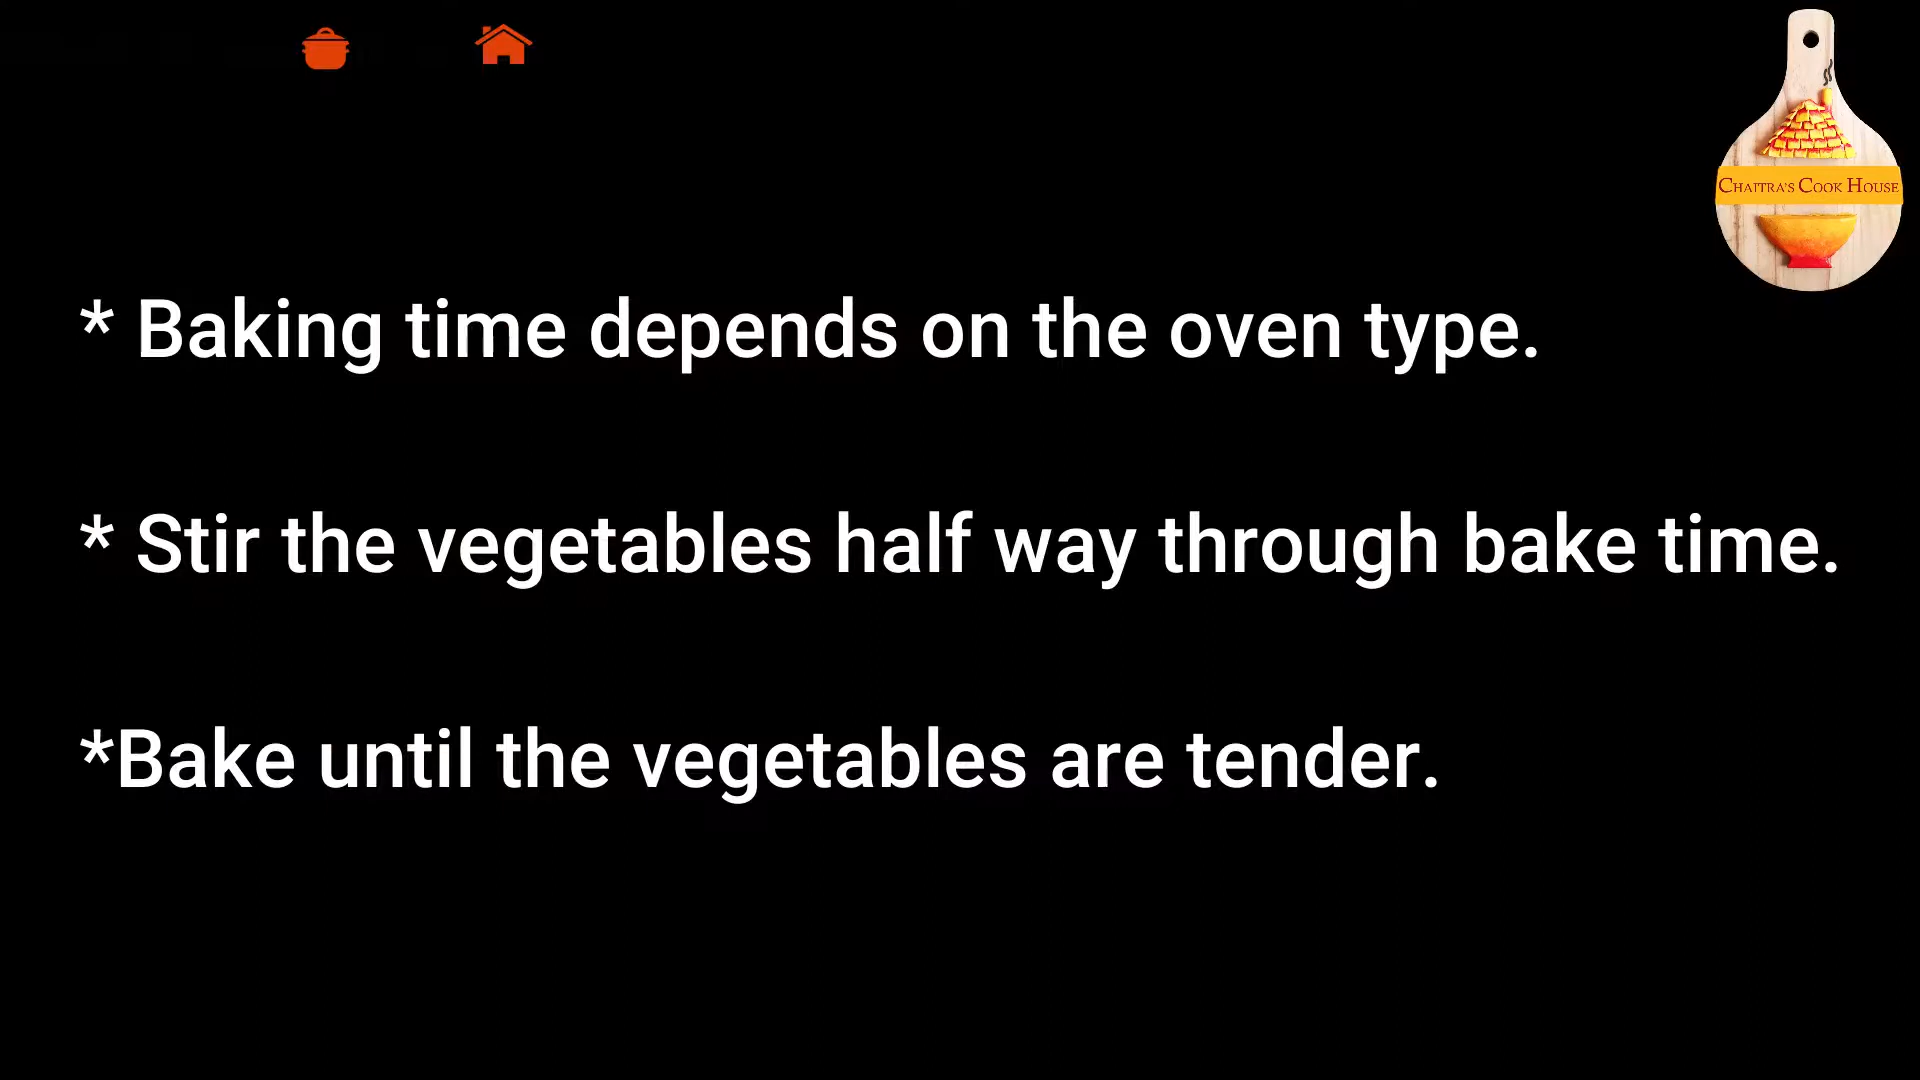 CHAITRA'S COOK HOUSE
* Baking time depends on the oven type.
* Stir the vegetables half way through bake time.
*Bake until the vegetables are tender.